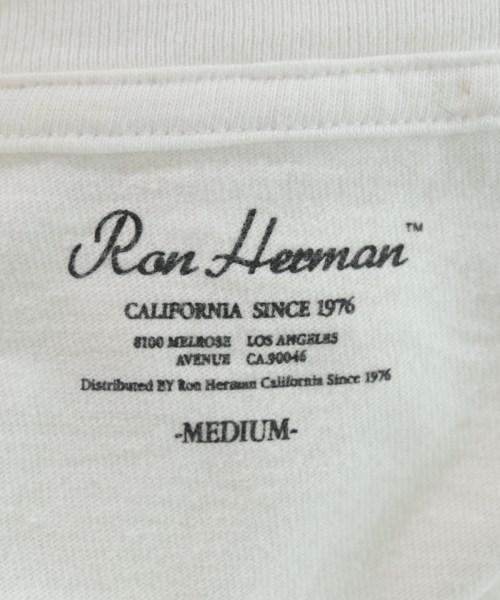 Ron Herman™
CALIFORNIA SINCE 1976
8100 MELROSE LOS ANGELES
AVENUE CA.90046
Distributed BY Ron Herman California Since 1976
-MEDIUM-